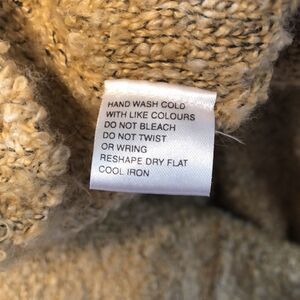 HAND WASH COLD
WITH LIKE COLOURS
DO NOT BLEACH
DO NOT TWIST
OR WRING
RESHAPE DRY FLAT
COOL IRON